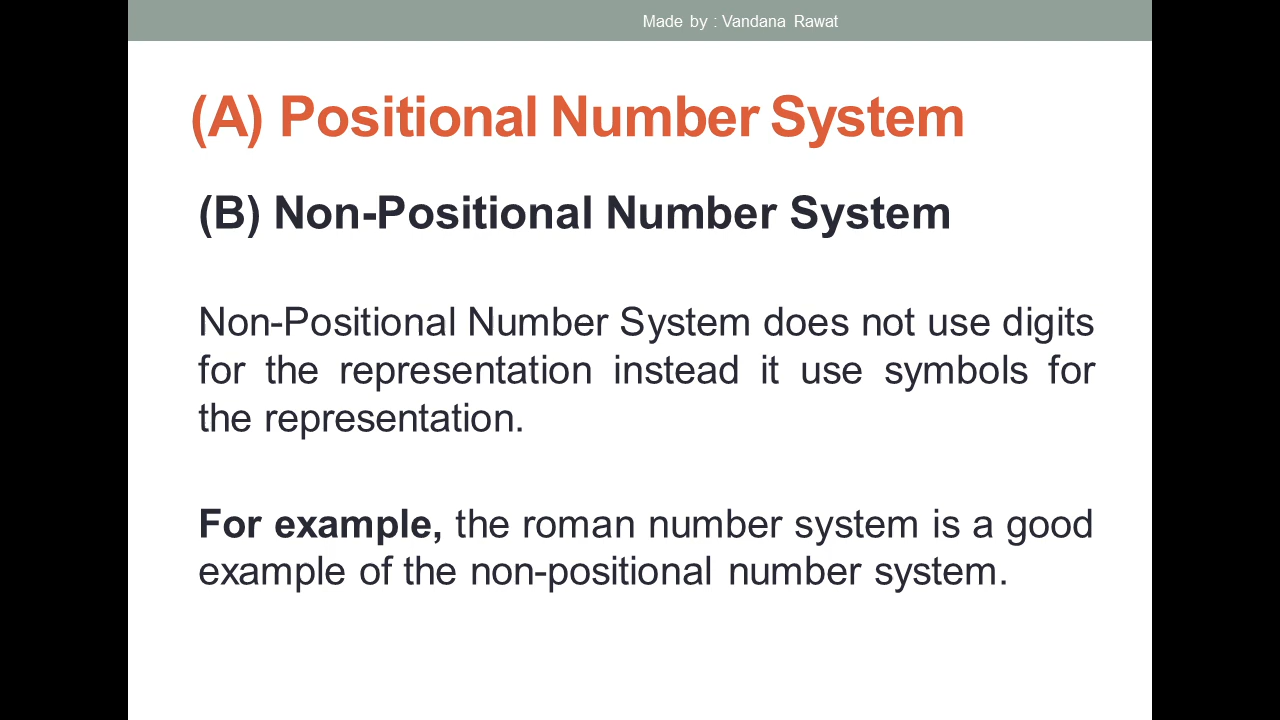 Made by : Vandana Rawat
(A) Positional Number System
(B) Non-Positional Number System
Non-Positional Number System does not use digits
for the representation instead it use symbols for
the representation.
For example, the roman number system is a good
example of the non-positional number system.